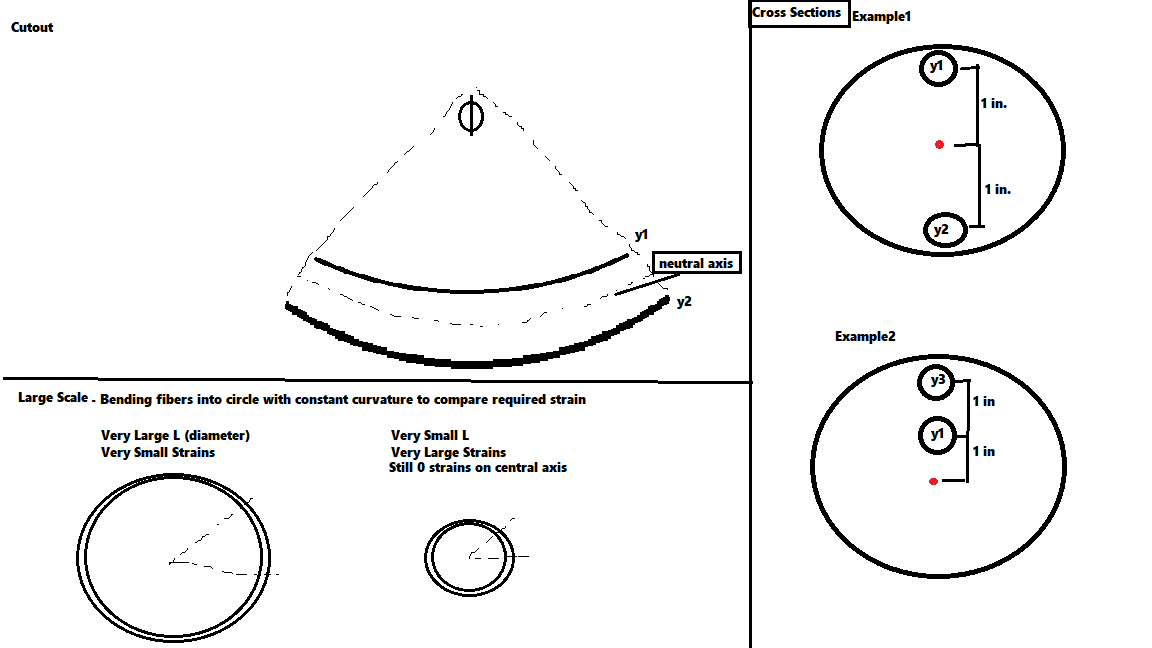 Cutout
y1
neutral axis
y2
Large Scale - Bending fibers into circle with constant curvature to compare required strain
Very Large L (diameter)
Very Small Strains
Very Small L
Very Large Strains
Still 0 strains on central axis
Cross Sections
Example1
y1
1 in.
1 in.
y2
Example2
y3
1 in
y1
1 in